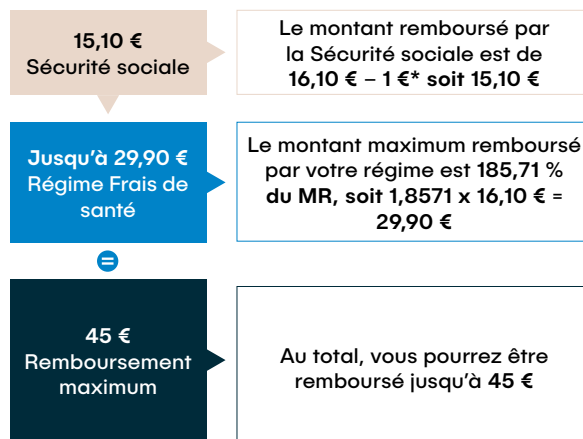 15,10 €
Sécurité sociale
Le montant remboursé par
la Sécurité sociale est de
16,10 € – 1 €* soit 15,10 €
Jusqu'à 29,90 €
Régime Frais de
santé
Le montant maximum remboursé
par votre régime est 185,71 %
du MR, soit 1,8571 x 16,10 € =
29,90 €
=
45 €
Remboursement
maximum
Au total, vous pourrez être
remboursé jusqu'à 45 €